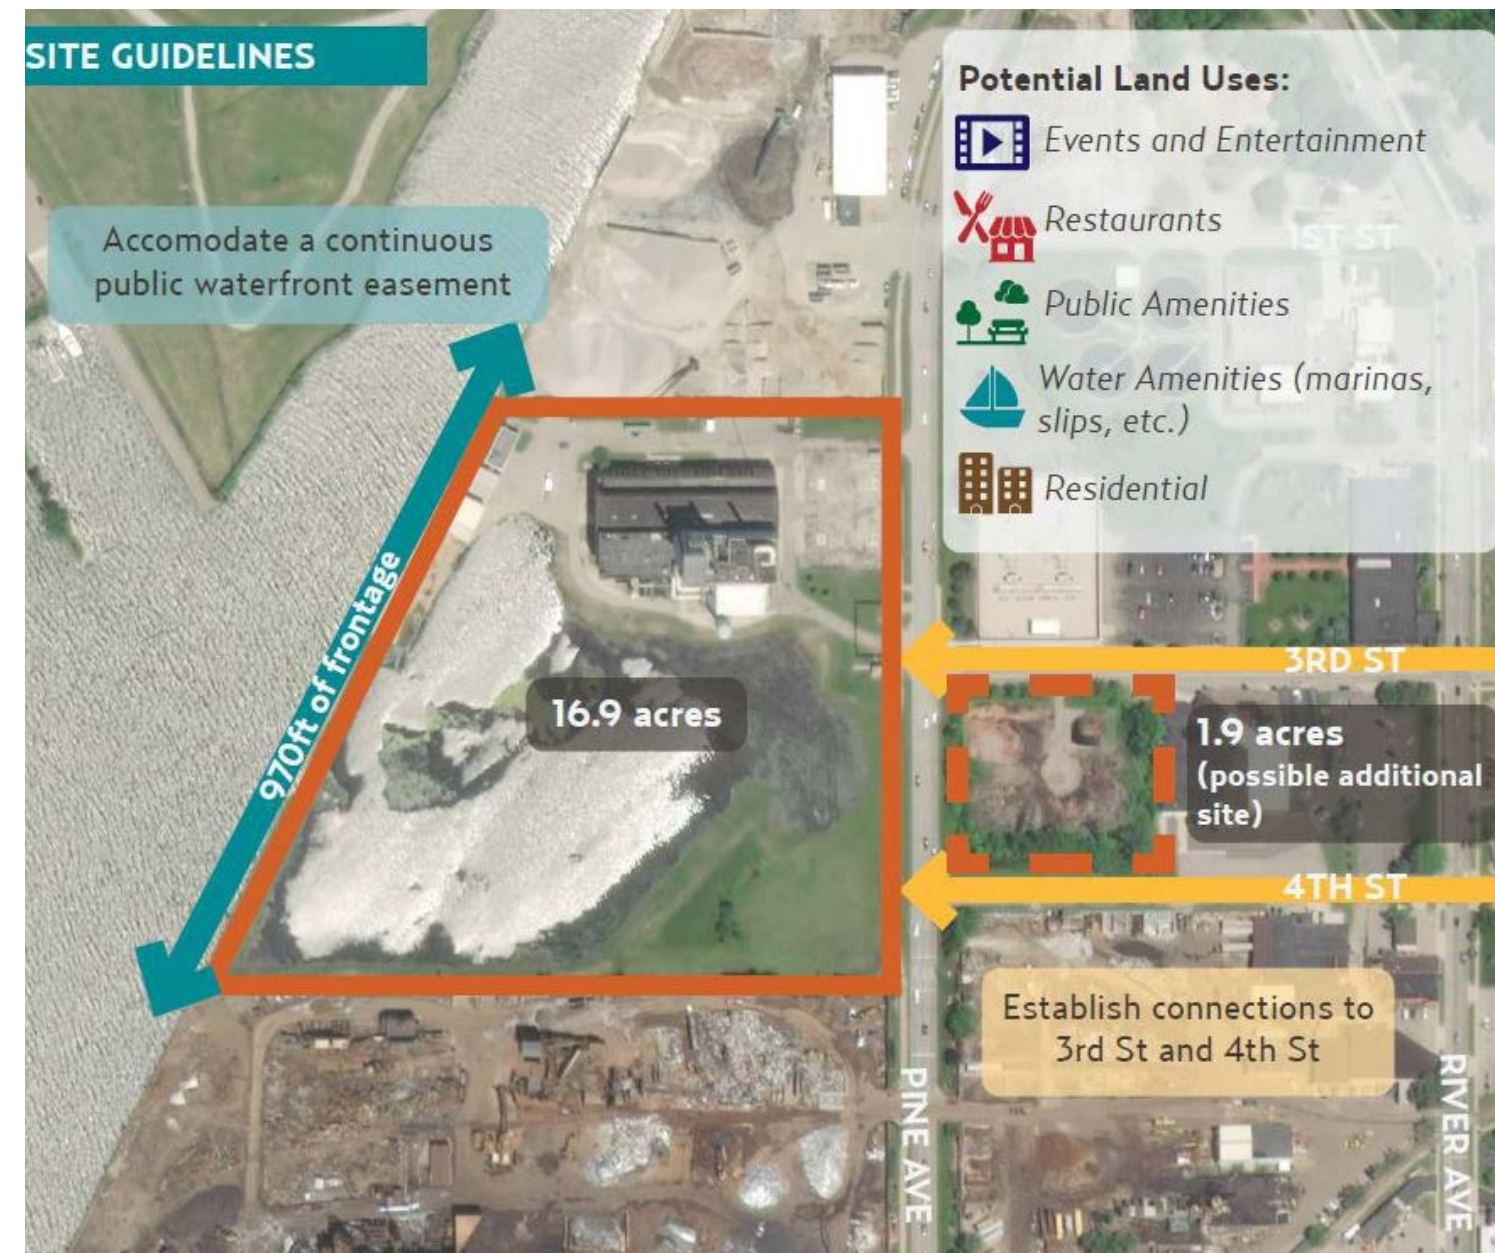 SITE GUIDELINES
Accomodate a continuous
public waterfront easement
970ft of frontage
16.9 acres
Potential Land Uses:
Events and Entertainment
Restaurants
Public Amenities
Water Amenities (marinas,
slips, etc.)
Residential
1ST ST
3RD ST
1.9 acres
(possible additional
site)
4TH ST
Establish connections to
3rd St and 4th St
PINE AVE
RIVER AVE